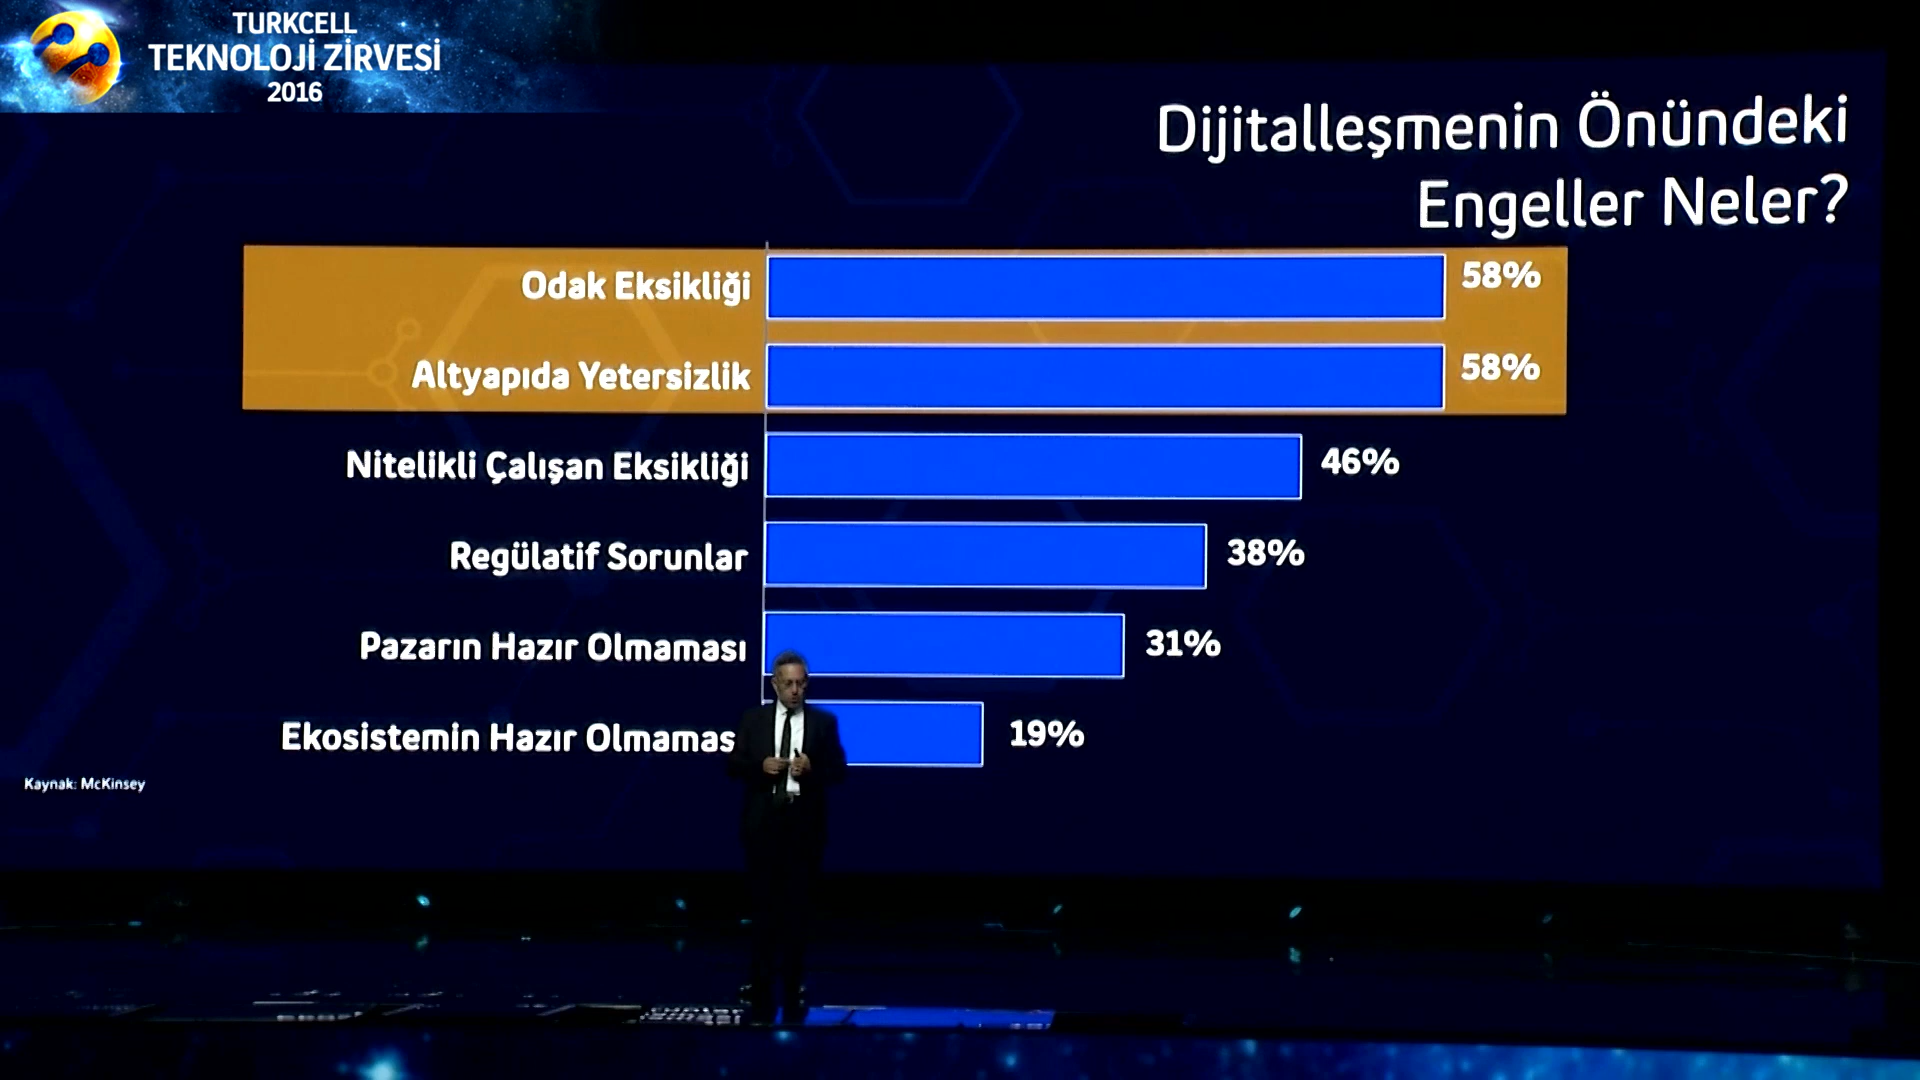 TURKCELL
TEKNOLOJİ ZİRVESİ
2016
Dijitalleşmenin Önündeki
Engeller Neler?
Odak Eksikliği 58%
Altyapıda Yetersizlik 58%
Nitelikli Çalışan Eksikliği 46%
Regülatif Sorunlar 38%
Pazarın Hazır Olmaması 31%
Ekosistemin Hazır Olmamas 19%
Kaynak: McKinsey